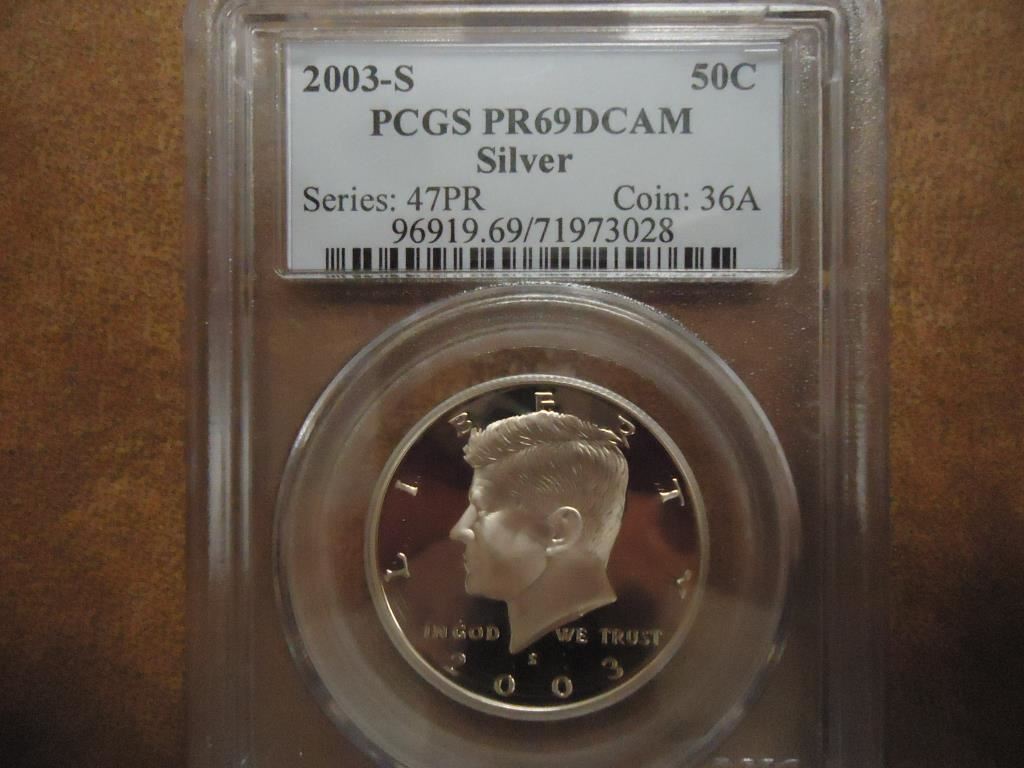 2003-S 50C
PCGS PR69DCAM
Silver
Series: 47PR Coin: 36A
96919.69/71973028
LIBERTY
IN GOD WE TRUST
S
2003